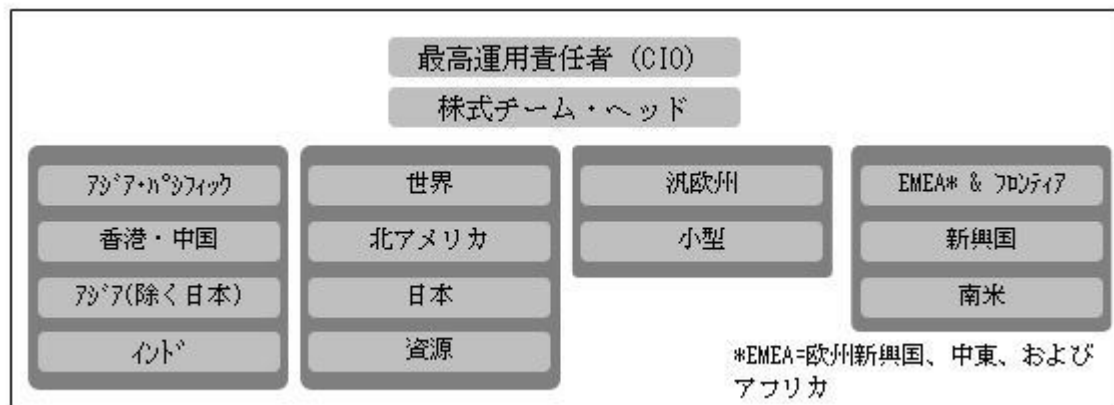 最高運用責任者 (CIO)
株式チーム・ヘッド
ｱｼﾞｱ･ﾊﾟｼﾌｨｯｸ
香港・中国
ｱｼﾞｱ(除く日本)
ｲﾝﾄﾞ
世界
北アメリカ
日本
資源
汎欧州
小型
EMEA* & ﾌﾛﾝﾃｨｱ
新興国
南米
*EMEA=欧州新興国、中東、および
アフリカ